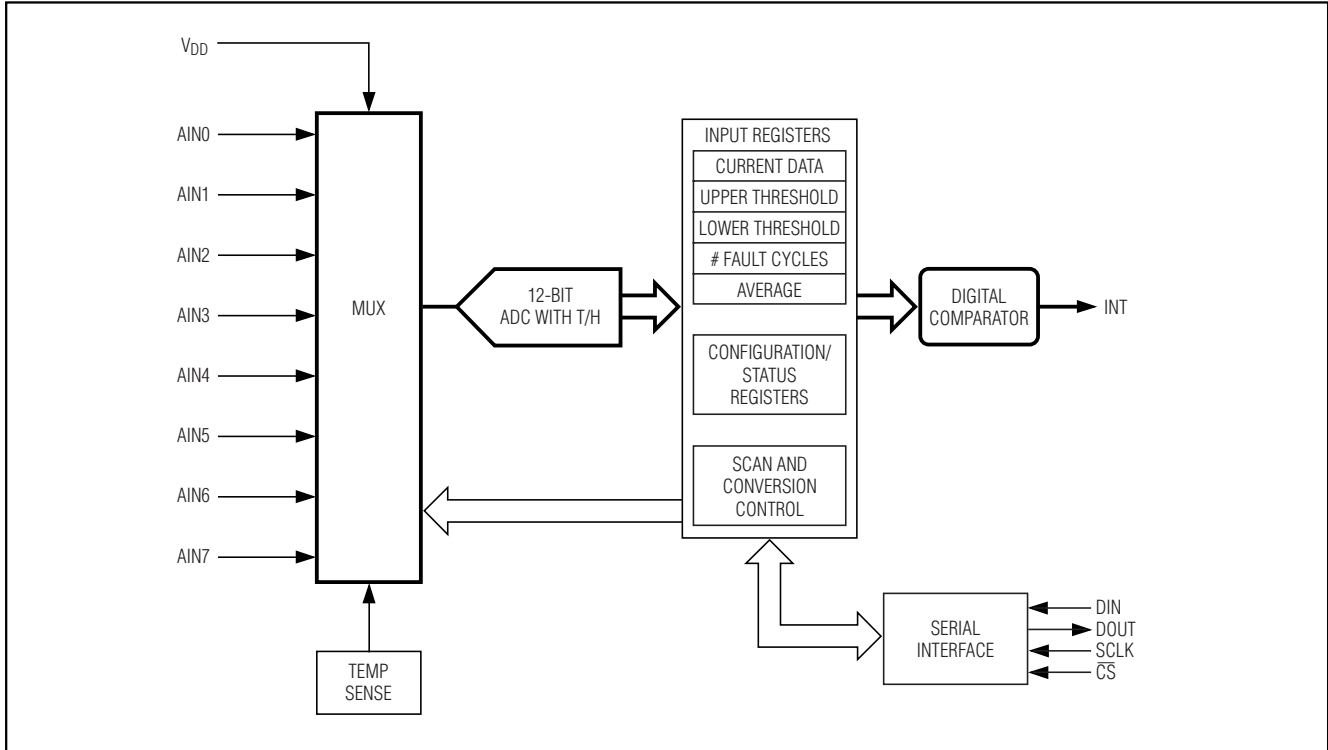 VDD
AIN0
AIN1
AIN2
AIN3
AIN4
AIN5
AIN6
AIN7
MUX
TEMP
SENSE
12-BIT
ADC WITH T/H
INPUT REGISTERS
CURRENT DATA
UPPER THRESHOLD
LOWER THRESHOLD
# FAULT CYCLES
AVERAGE
CONFIGURATION/
STATUS
REGISTERS
SCAN AND
CONVERSION
CONTROL
DIGITAL
COMPARATOR
INT
SERIAL
INTERFACE
DIN
DOUT
SCLK
C̅S̅